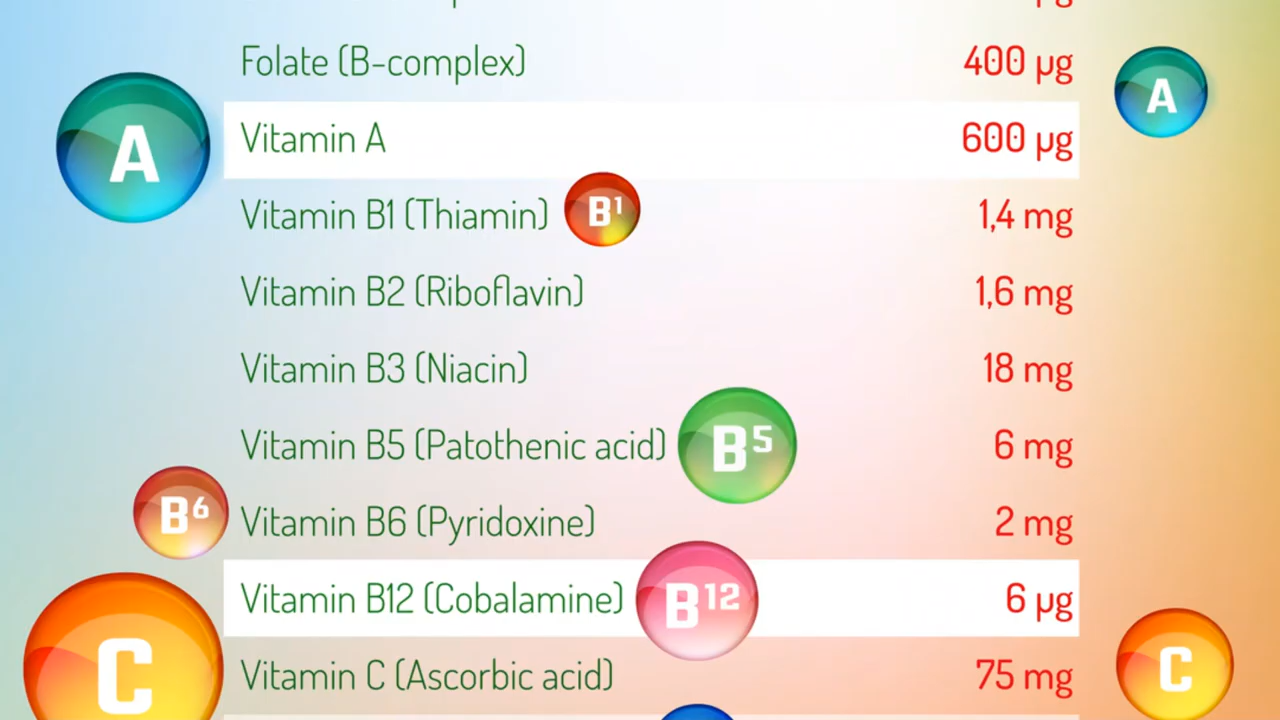 Folate (B-complex) 400 µg
A
A
Vitamin A 600 µg
Vitamin B1 (Thiamin) B¹ 1,4 mg
Vitamin B2 (Riboflavin) 1,6 mg
Vitamin B3 (Niacin) 18 mg
Vitamin B5 (Patothenic acid) B⁵ 6 mg
B⁶ Vitamin B6 (Pyridoxine) 2 mg
Vitamin B12 (Cobalamine) B¹² 6 µg
C Vitamin C (Ascorbic acid) 75 mg C